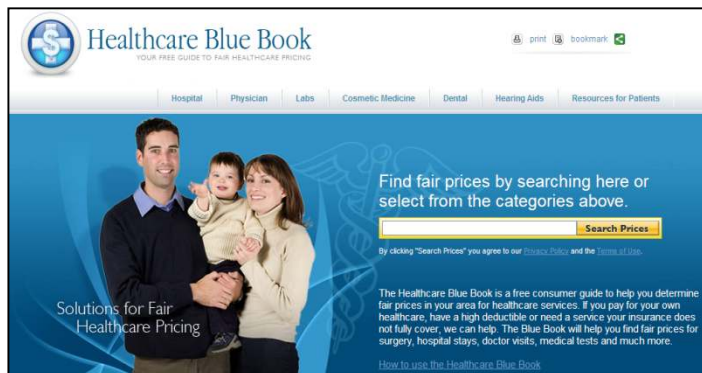 Healthcare Blue Book
YOUR FREE GUIDE TO FAIR HEALTHCARE PRICING
print bookmark
Hospital Physician Labs Cosmetic Medicine Dental Hearing Aids Resources for Patients
Find fair prices by searching here or
select from the categories above.
Search Prices
By clicking "Search Prices" you agree to our Privacy Policy and the Terms of Use.
Solutions for Fair
Healthcare Pricing
The Healthcare Blue Book is a free consumer guide to help you determine
fair prices in your area for healthcare services. If you pay for your own
healthcare, have a high deductible or need a service your insurance does
not fully cover, we can help. The Blue Book will help you find fair prices for
surgery, hospital stays, doctor visits, medical tests and much more.
How to use the Healthcare Blue Book